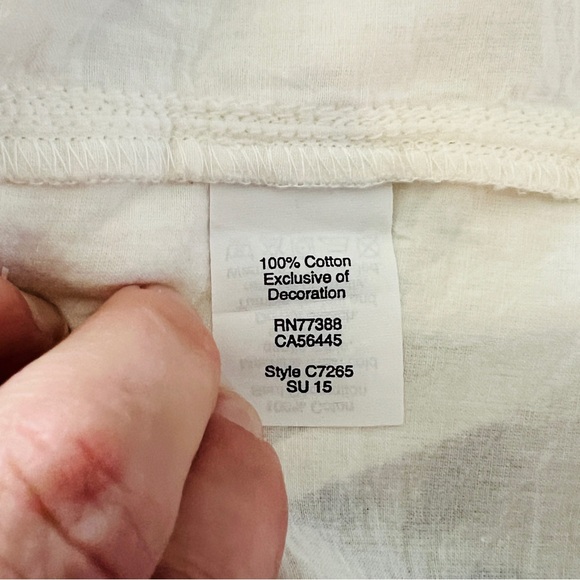 100% Cotton
Exclusive of
Decoration
RN77388
CA56445
Style C7265
SU 15